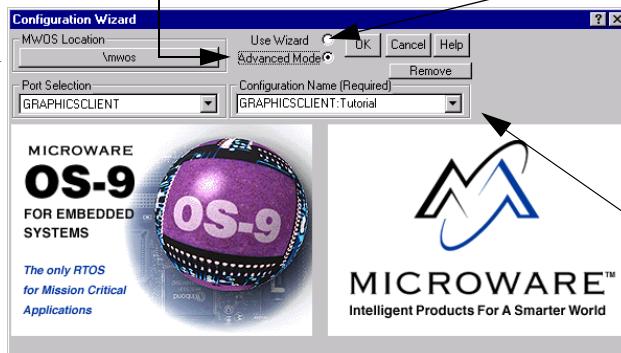 Configuration Wizard
MWOS Location
\mwos
Use Wizard
Advanced Mode
OK
Cancel
Help
Remove
Port Selection
GRAPHICSCLIENT
Configuration Name (Required)
GRAPHICSCLIENT:Tutorial
MICROWARE
OS-9
FOR EMBEDDED
SYSTEMS
The only RTOS
for Mission Critical
Applications
OS-9
Winbond
MICROWARE™
Intelligent Products For A Smarter World